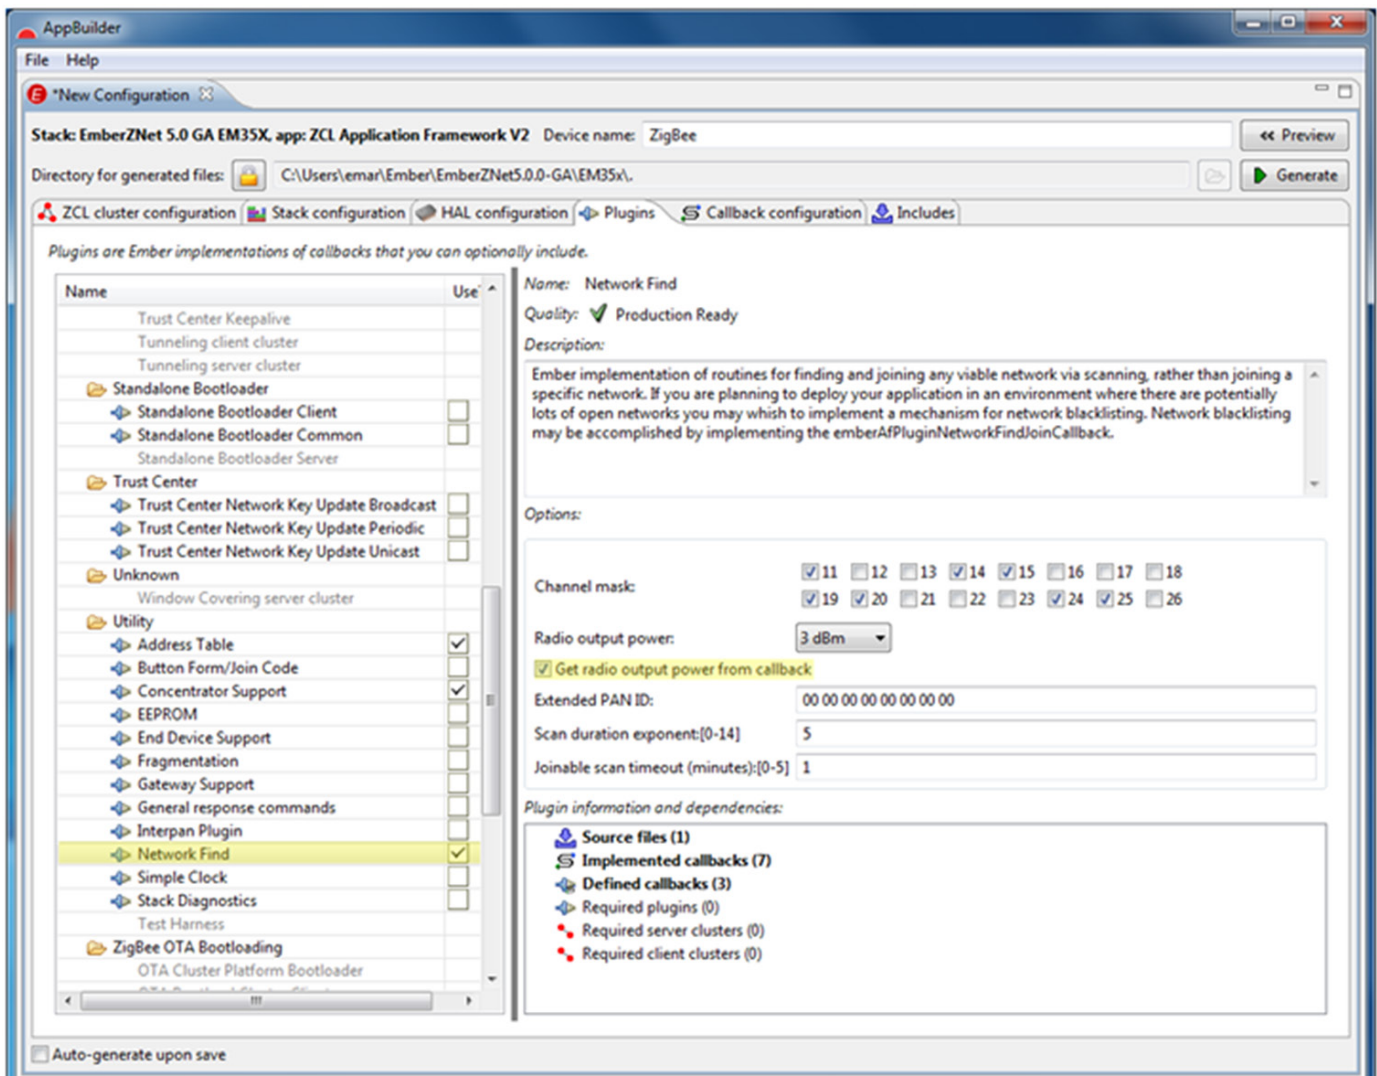 AppBuilder
File Help
*New Configuration
Stack: EmberZNet 5.0 GA EM35X, app: ZCL Application Framework V2 Device name: ZigBee << Preview
Directory for generated files: C:\Users\emar\Ember\EmberZNet5.0.0-GA\EM35x\. Generate
ZCL cluster configuration Stack configuration HAL configuration Plugins Callback configuration Includes
Plugins are Ember implementations of callbacks that you can optionally include.
Name Use
Trust Center Keepalive
Tunneling client cluster
Tunneling server cluster
Standalone Bootloader
Standalone Bootloader Client
Standalone Bootloader Common
Standalone Bootloader Server
Trust Center
Trust Center Network Key Update Broadcast
Trust Center Network Key Update Periodic
Trust Center Network Key Update Unicast
Unknown
Window Covering server cluster
Utility
Address Table
Button Form/Join Code
Concentrator Support
EEPROM
End Device Support
Fragmentation
Gateway Support
General response commands
Interpan Plugin
Network Find
Simple Clock
Stack Diagnostics
Test Harness
ZigBee OTA Bootloading
OTA Cluster Platform Bootloader
Name: Network Find
Quality: Production Ready
Description:
Ember implementation of routines for finding and joining any viable network via scanning, rather than joining a
specific network. If you are planning to deploy your application in an environment where there are potentially
lots of open networks you may whish to implement a mechanism for network blacklisting. Network blacklisting
may be accomplished by implementing the emberAfPluginNetworkFindJoinCallback.
Options:
Channel mask:
11 12 13 14 15 16 17 18
19 20 21 22 23 24 25 26
Radio output power: 3 dBm
Get radio output power from callback
Extended PAN ID: 00 00 00 00 00 00 00 00
Scan duration exponent:[0-14] 5
Joinable scan timeout (minutes):[0-5] 1
Plugin information and dependencies:
Source files (1)
Implemented callbacks (7)
Defined callbacks (3)
Required plugins (0)
Required server clusters (0)
Required client clusters (0)
Auto-generate upon save